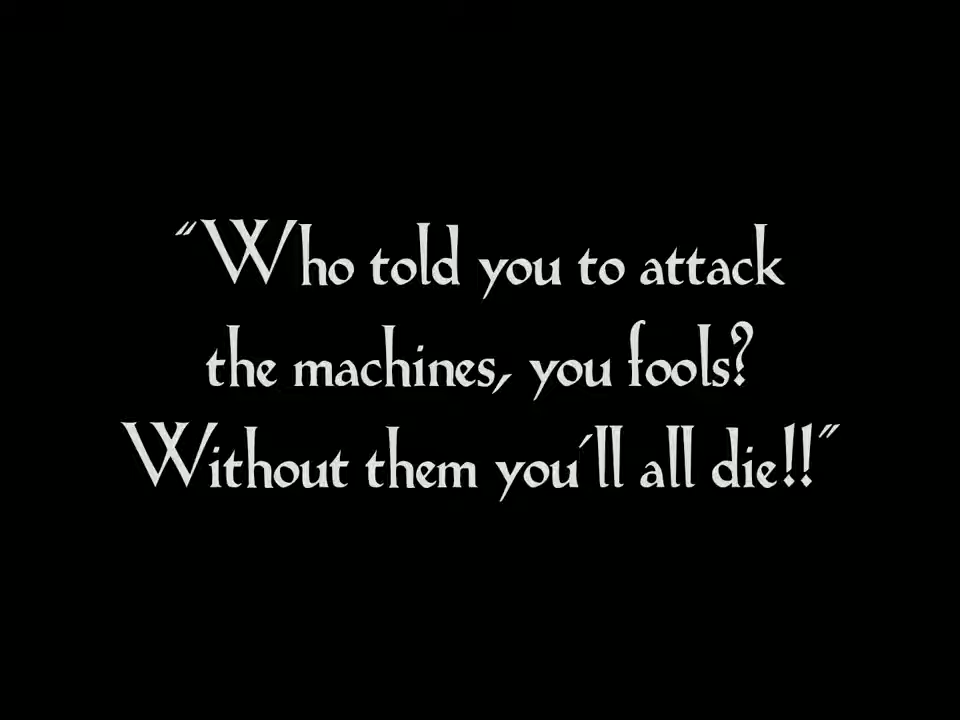 “Who told you to attack
the machines, you fools?
Without them you´ll all die!!”